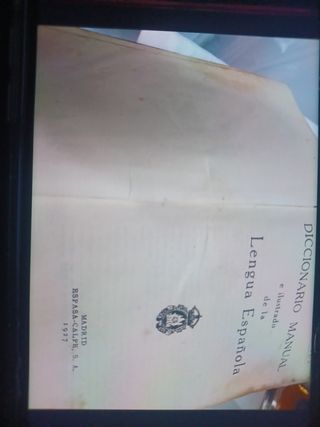 DICCIONARIO MANUAL
e ilustrado
de la
Lengua Española
MADRID
ESPASA-CALPE, S. A.
1927